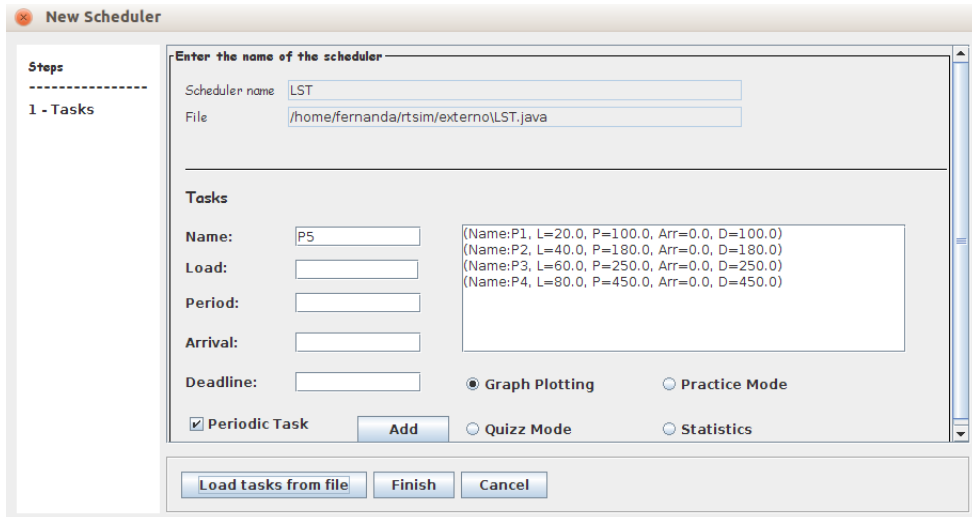 New Scheduler
Steps
----------------
1 - Tasks
Enter the name of the scheduler
Scheduler name LST
File /home/fernanda/rtsim/externo\LST.java
Tasks
Name: P5
Load:
Period:
Arrival:
Deadline:
Periodic Task
Add
(Name:P1, L=20.0, P=100.0, Arr=0.0, D=100.0)
(Name:P2, L=40.0, P=180.0, Arr=0.0, D=180.0)
(Name:P3, L=60.0, P=250.0, Arr=0.0, D=250.0)
(Name:P4, L=80.0, P=450.0, Arr=0.0, D=450.0)
Graph Plotting
Practice Mode
Quizz Mode
Statistics
Load tasks from file
Finish
Cancel